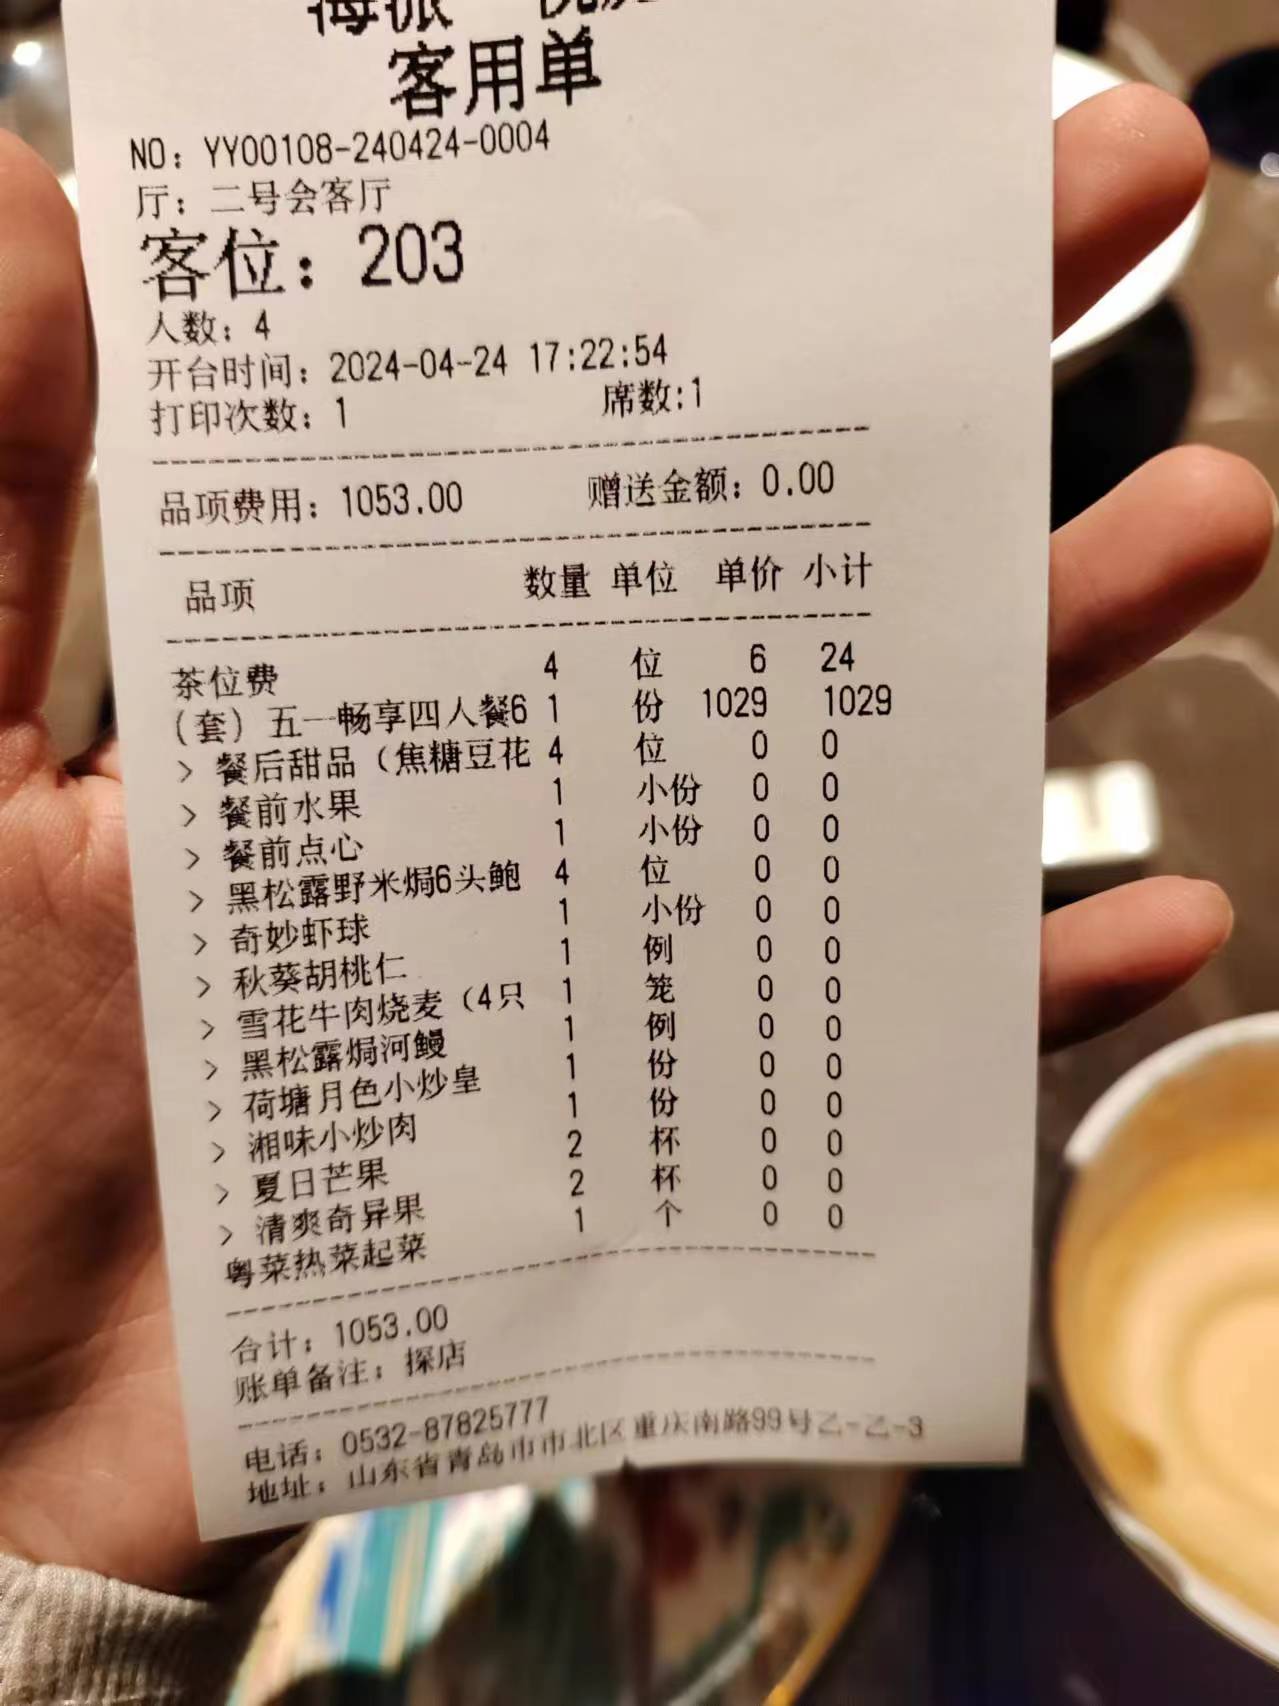 海派
客用单
NO: YY00108-240424-0004
厅: 二号会客厅
客位: 203
人数: 4
开台时间: 2024-04-24 17:22:54
打印次数: 1 席数:1
品项费用: 1053.00 赠送金额: 0.00
品项 数量 单位 单价 小计
茶位费 4 位 6 24
(套) 五一畅享四人餐6 1 份 1029 1029
> 餐后甜品 (焦糖豆花 4 位 0 0
> 餐前水果 1 小份 0 0
> 餐前点心 1 小份 0 0
> 黑松露野米焗6头鲍 4 位 0 0
> 奇妙虾球 1 小份 0 0
> 秋葵胡桃仁 1 例 0 0
> 雪花牛肉烧麦 (4只 1 笼 0 0
> 黑松露焗河鳗 1 例 0 0
> 荷塘月色小炒皇 1 份 0 0
> 湘味小炒肉 1 份 0 0
> 夏日芒果 2 杯 0 0
> 清爽奇异果 2 杯 0 0
粤菜热菜起菜 1 个 0 0
合计: 1053.00
账单备注: 探店
电话: 0532-87825777
地址: 山东省青岛市市北区重庆南路99号乙-乙-3